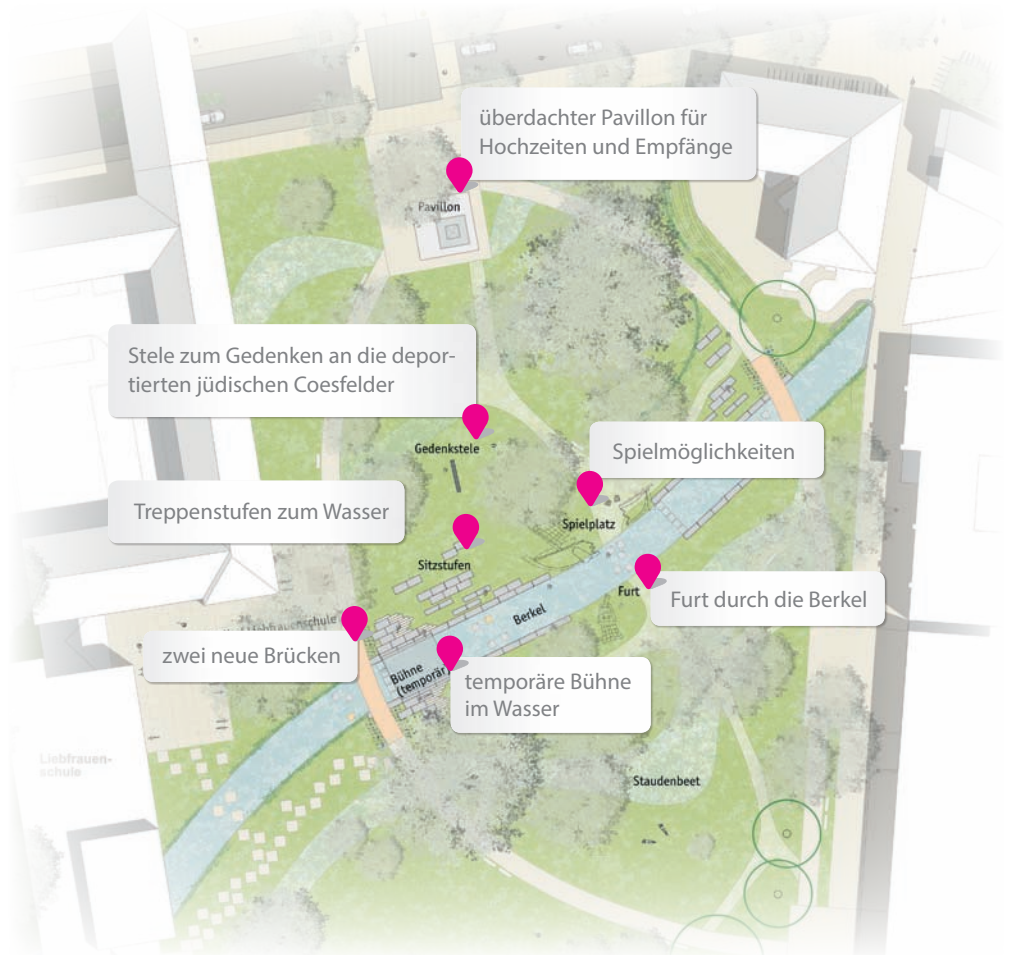 überdachter Pavillon für
Hochzeiten und Empfänge
Pavillon
Stele zum Gedenken an die depor-
tierten jüdischen Coesfelder
Gedenkstele
Spielmöglichkeiten
Spielplatz
Treppenstufen zum Wasser
Sitzstufen
Furt
Furt durch die Berkel
Berkel
Liebfrauenschule
zwei neue Brücken
Bühne
(temporär)
temporäre Bühne
im Wasser
Liebfrauen-
schule
Staudenbeet